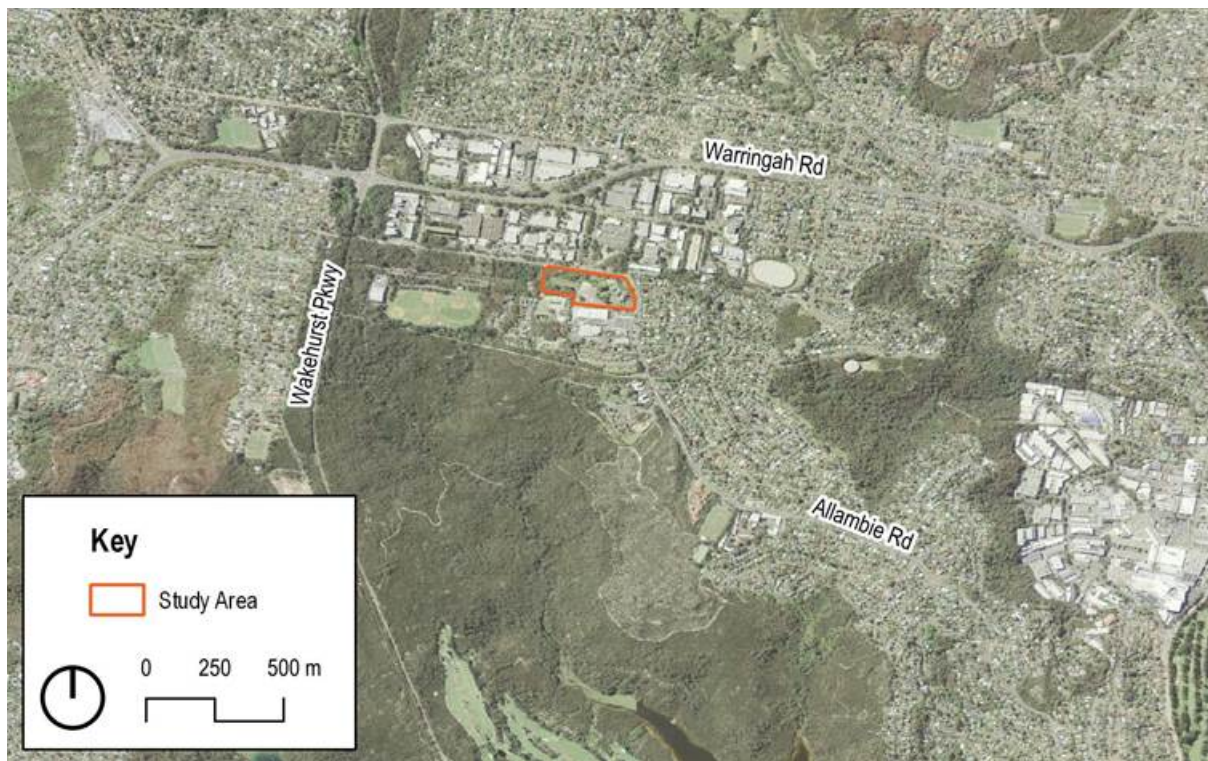 Warringah Rd
Wakehurst Pkwy
Allambie Rd
Key
Study Area
0 250 500 m